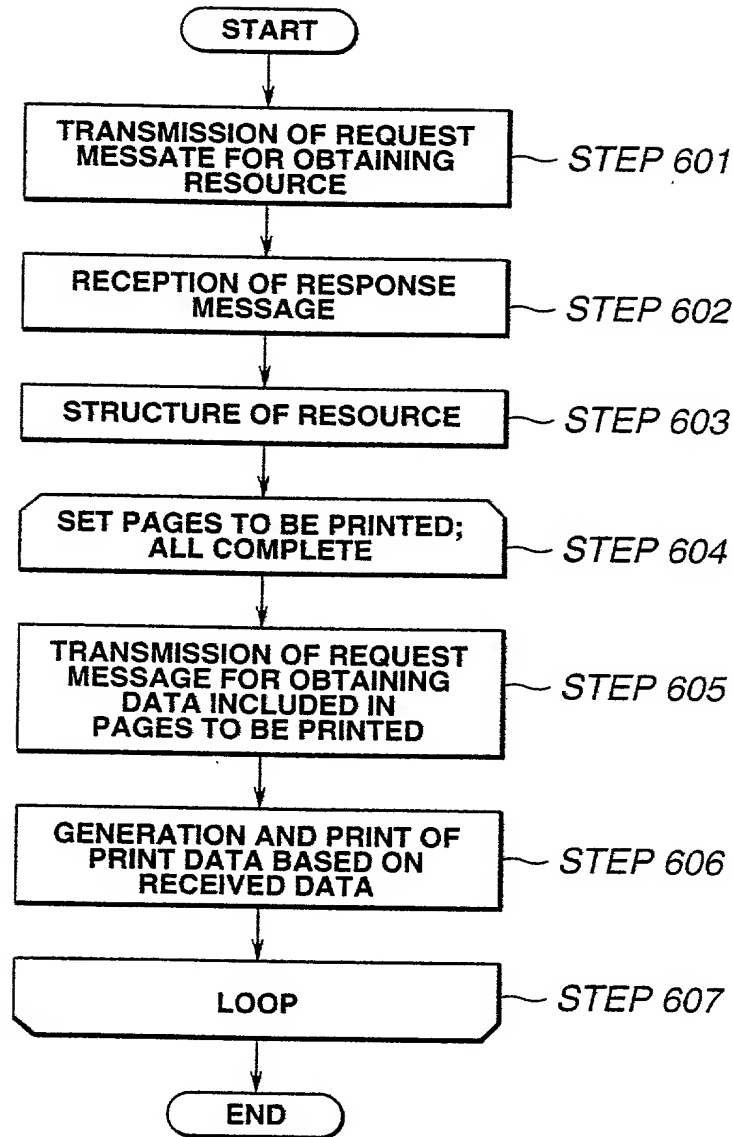 START
TRANSMISSION OF REQUEST
MESSATE FOR OBTAINING
RESOURCE
STEP 601
RECEPTION OF RESPONSE
MESSAGE
STEP 602
STRUCTURE OF RESOURCE
STEP 603
SET PAGES TO BE PRINTED;
ALL COMPLETE
STEP 604
TRANSMISSION OF REQUEST
MESSAGE FOR OBTAINING
DATA INCLUDED IN
PAGES TO BE PRINTED
STEP 605
GENERATION AND PRINT OF
PRINT DATA BASED ON
RECEIVED DATA
STEP 606
LOOP
STEP 607
END